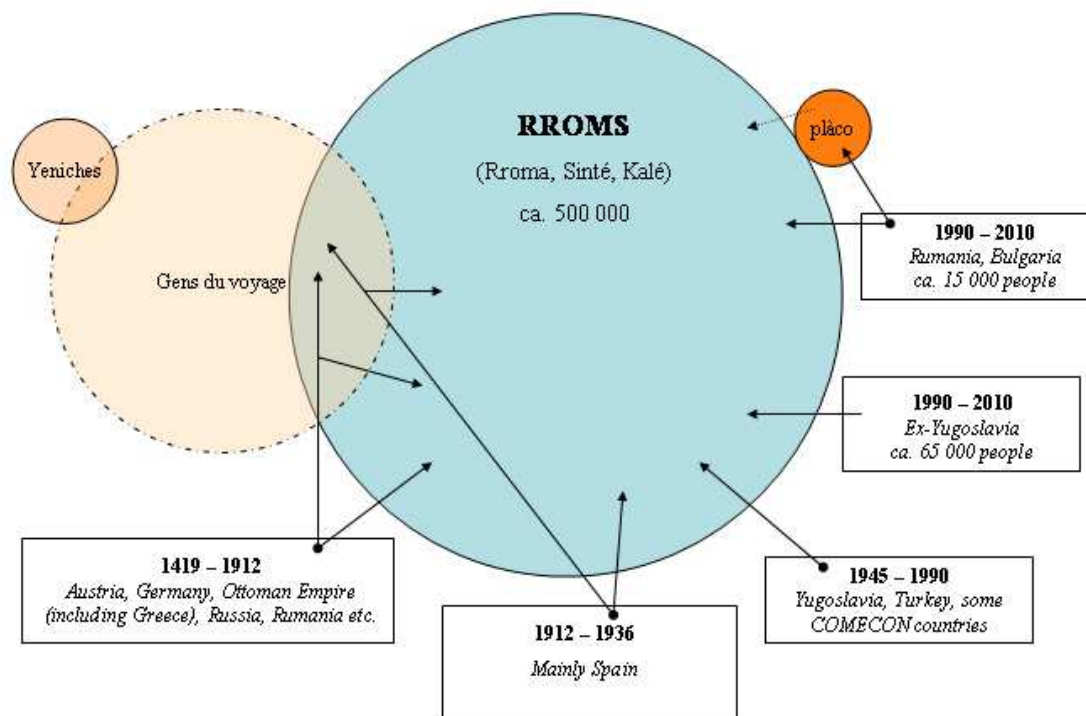 RROMS
(Rroma, Sinté, Kalé)
ca. 500 000
plàco
Yeniches
Gens du voyage
1990 – 2010
Rumania, Bulgaria
ca. 15 000 people
1990 – 2010
Ex-Yugoslavia
ca. 65 000 people
1419 – 1912
Austria, Germany, Ottoman Empire
(including Greece), Russia, Rumania etc.
1912 – 1936
Mainly Spain
1945 – 1990
Yugoslavia, Turkey, some
COMECON countries